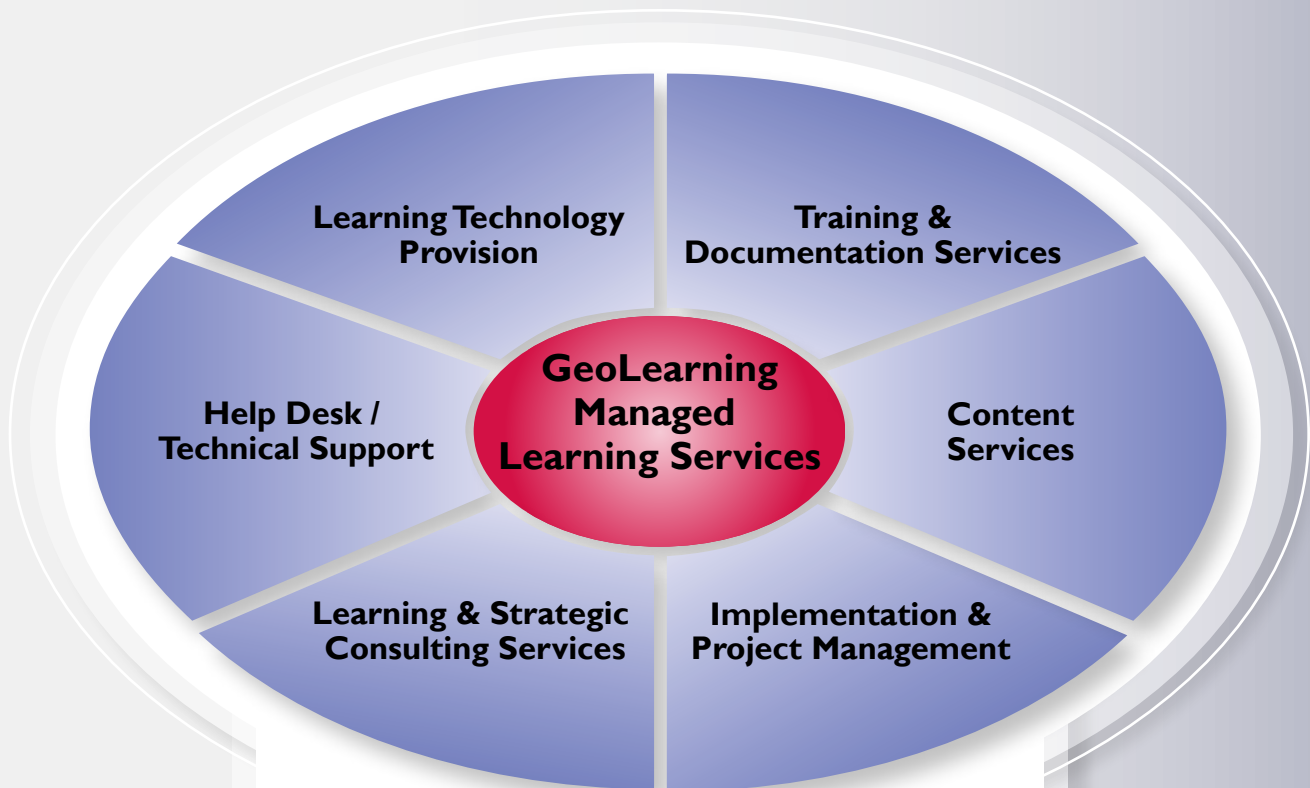 Learning Technology
Provision
Training &
Documentation Services
Help Desk /
Technical Support
GeoLearning
Managed
Learning Services
Content
Services
Learning & Strategic
Consulting Services
Implementation &
Project Management